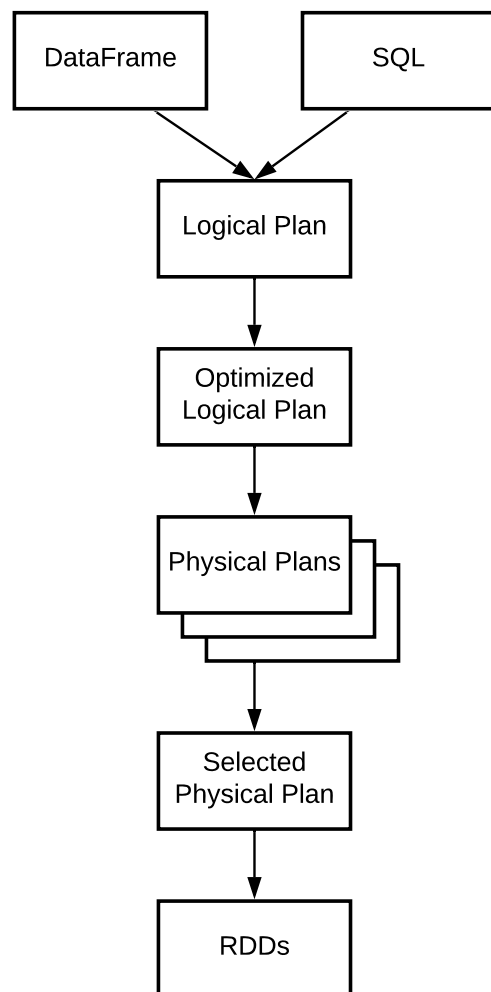 DataFrame
SQL
Logical Plan
Optimized
Logical Plan
Physical Plans
Selected
Physical Plan
RDDs